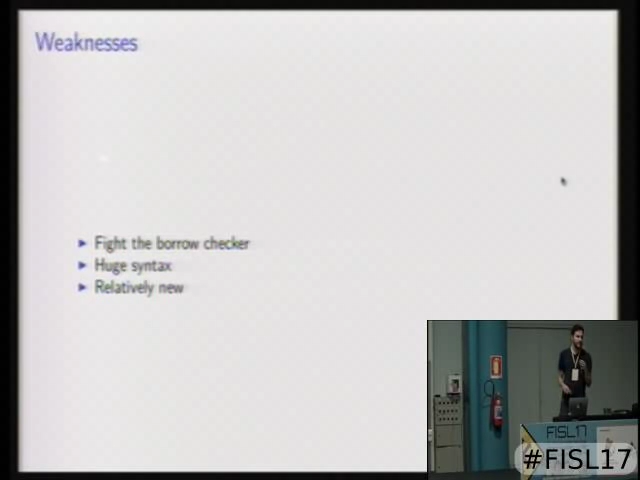 Weaknesses
Fight the borrow checker
Huge syntax
Relatively new
FISL17
#FISL17